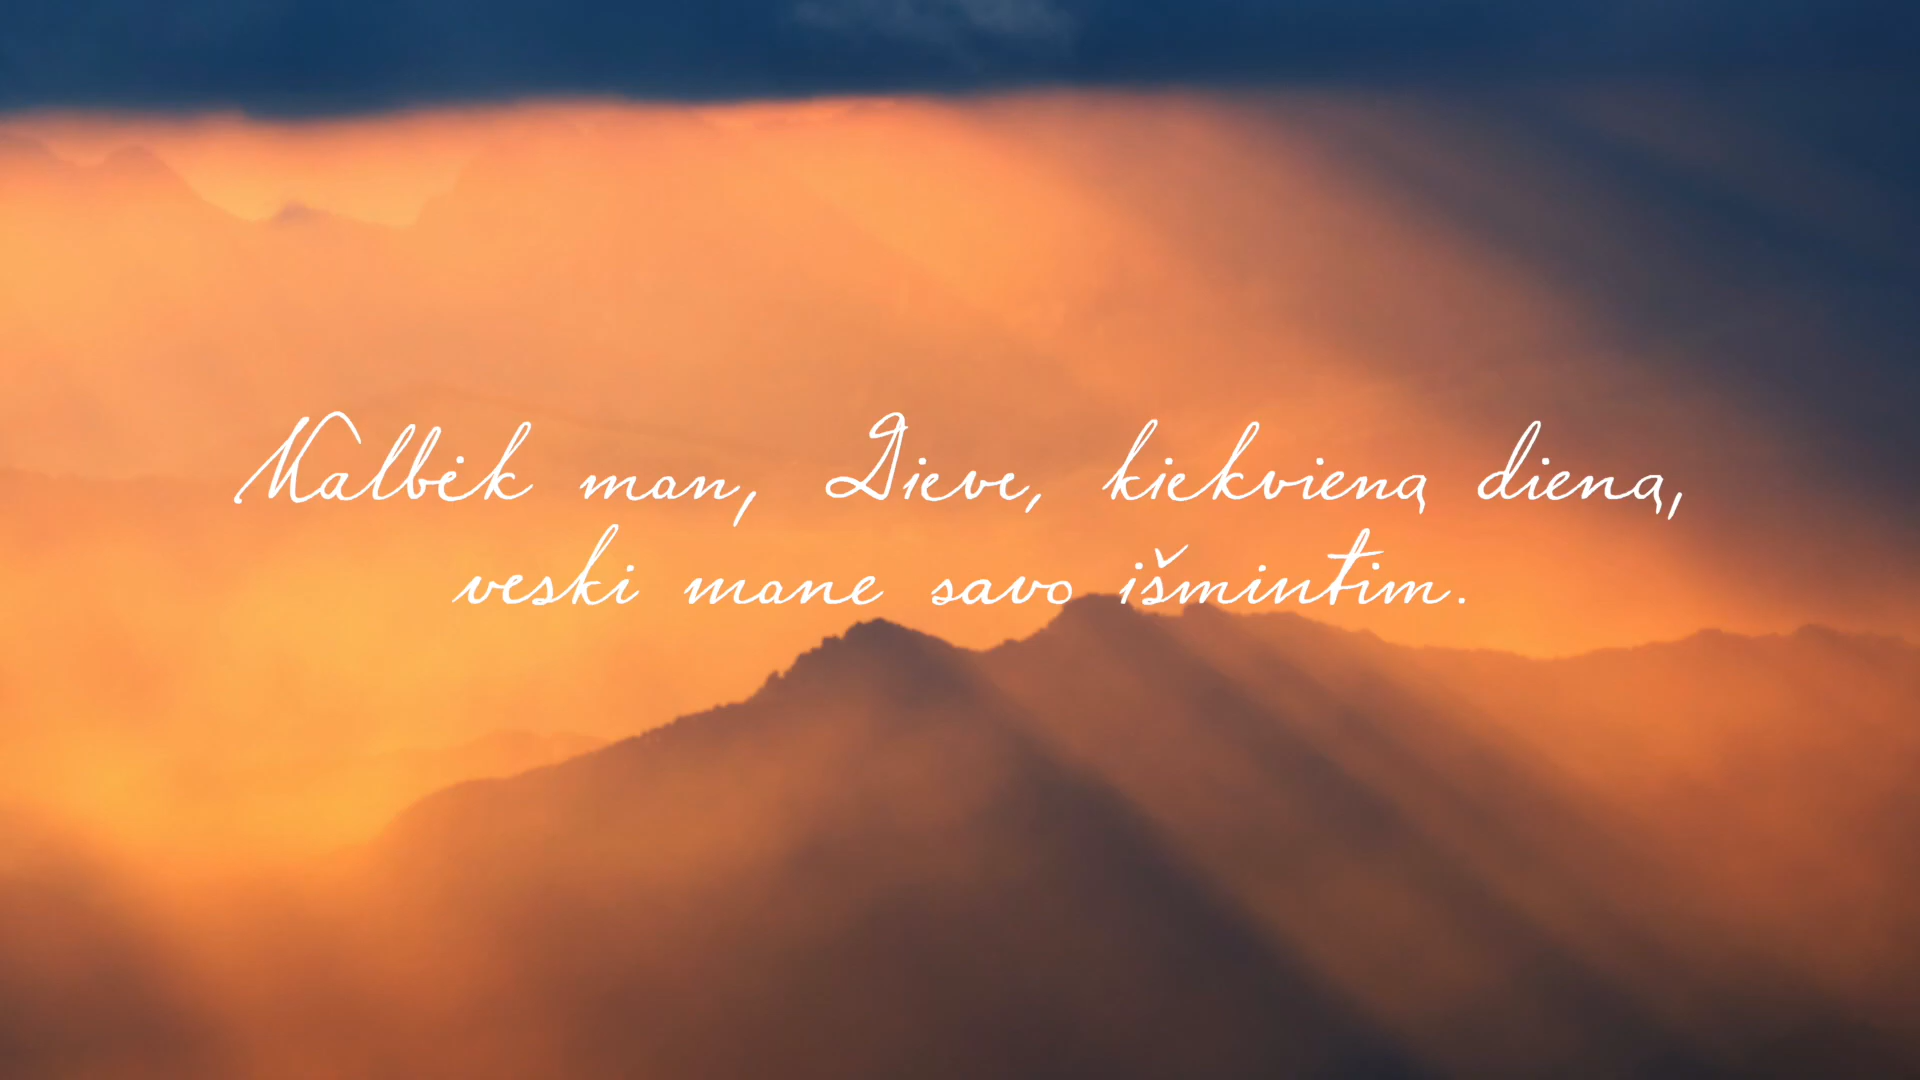 Kalbėk man, Dieve, kiekvieną dieną,
veski mane savo išmintim.